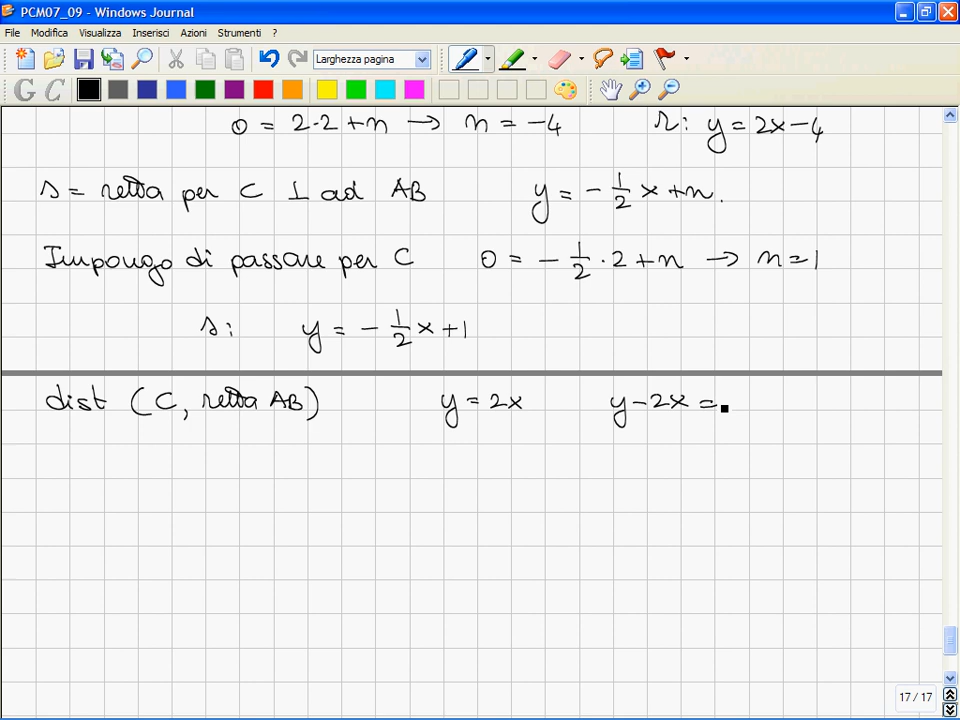 PCM07_09 - Windows Journal
File Modifica Visualizza Inserisci Azioni Strumenti ?
Larghezza pagina
G C
0 = 2·2+n → n = -4 r: y = 2x-4
s = retta per C ⊥ ad AB y = -1/2 x + n.
Impongo di passare per C 0 = -1/2 · 2 + n → n = 1
s: y = -1/2 x + 1
dist (C, retta AB) y = 2x y - 2x =
17 / 17